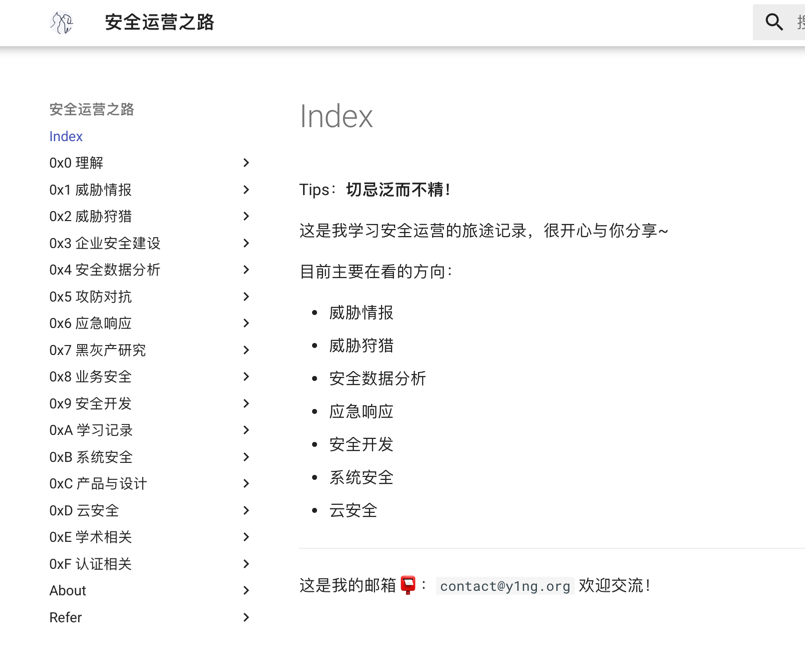 安全运营之路
安全运营之路
Index
0x0 理解
0x1 威胁情报
0x2 威胁狩猎
0x3 企业安全建设
0x4 安全数据分析
0x5 攻防对抗
0x6 应急响应
0x7 黑灰产研究
0x8 业务安全
0x9 安全开发
0xA 学习记录
0xB 系统安全
0xC 产品与设计
0xD 云安全
0xE 学术相关
0xF 认证相关
About
Refer
Index
Tips：切忌泛而不精！
这是我学习安全运营的旅途记录，很开心与你分享~
目前主要在看的方向：
威胁情报
威胁狩猎
安全数据分析
应急响应
安全开发
系统安全
云安全
这是我的邮箱📮：contact@y1ng.org 欢迎交流！